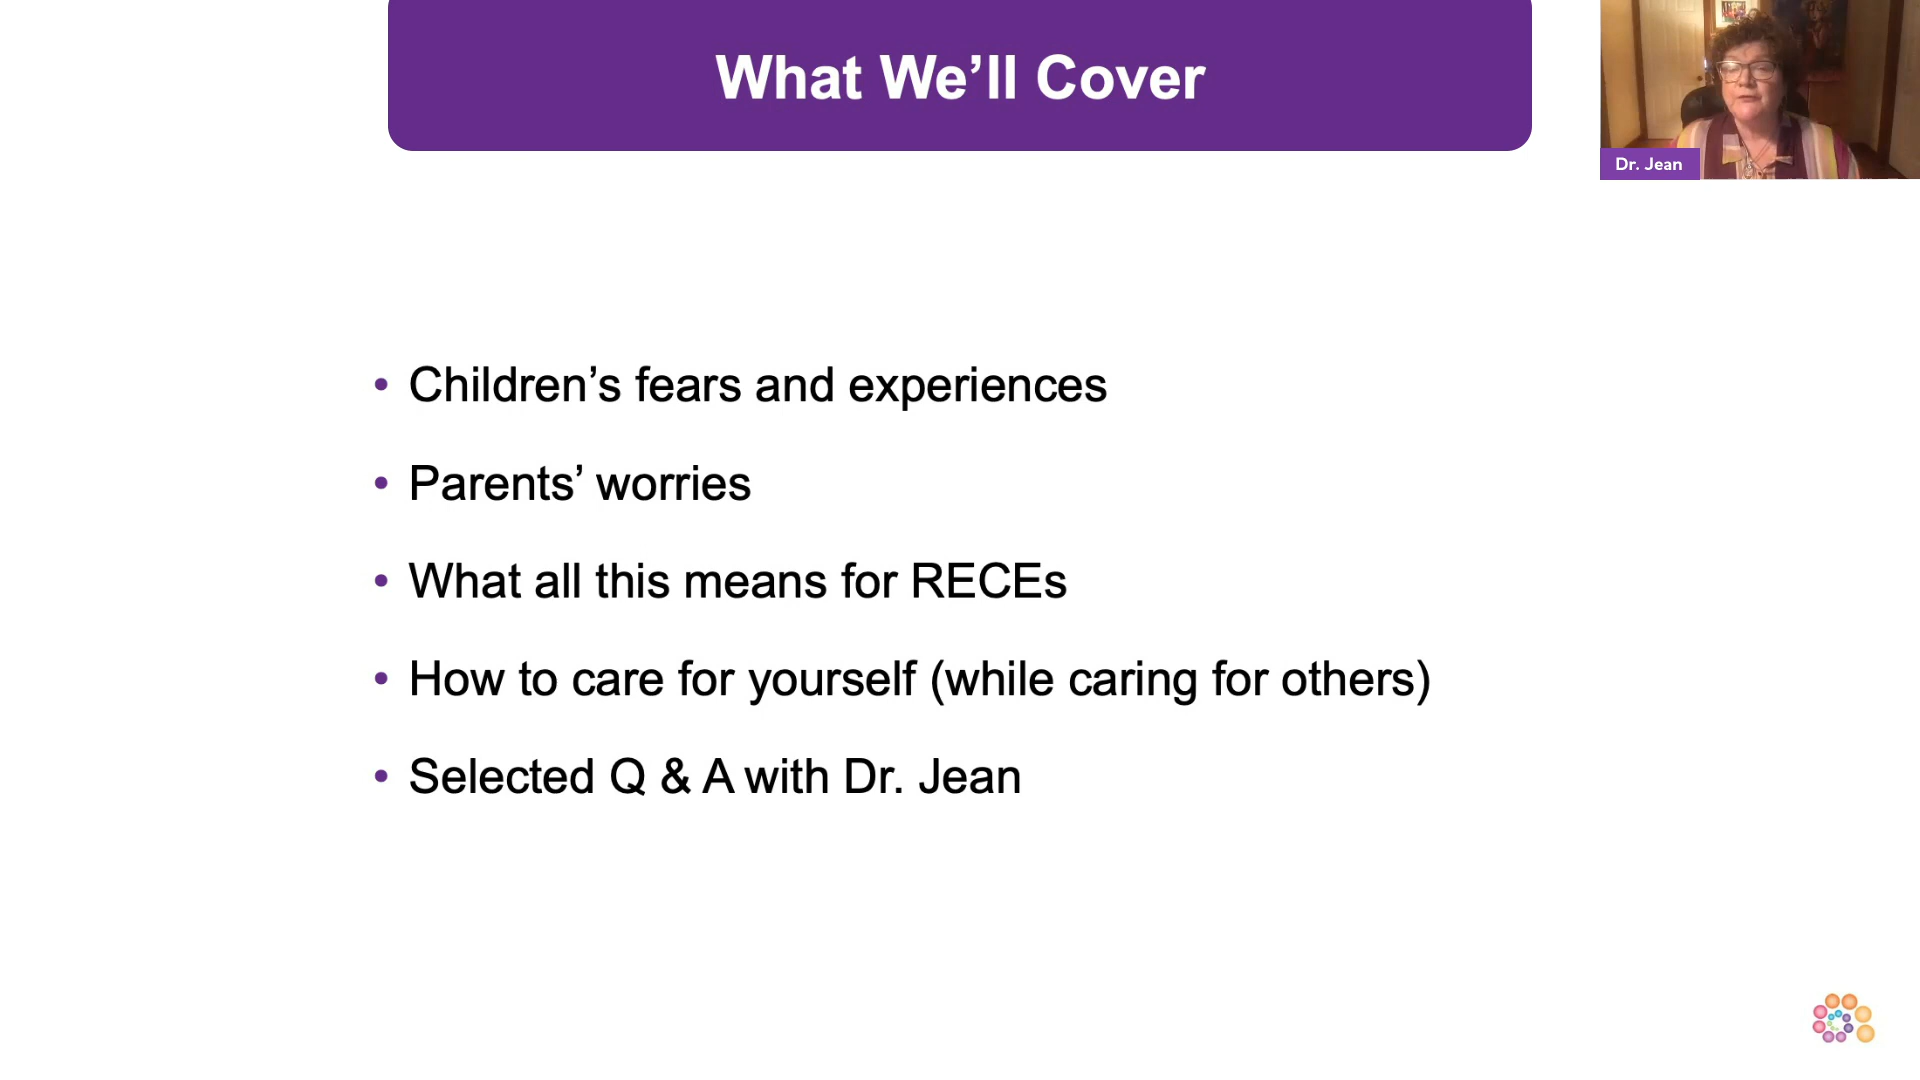 What We’ll Cover
Dr. Jean
• Children’s fears and experiences
• Parents’ worries
• What all this means for RECEs
• How to care for yourself (while caring for others)
• Selected Q & A with Dr. Jean